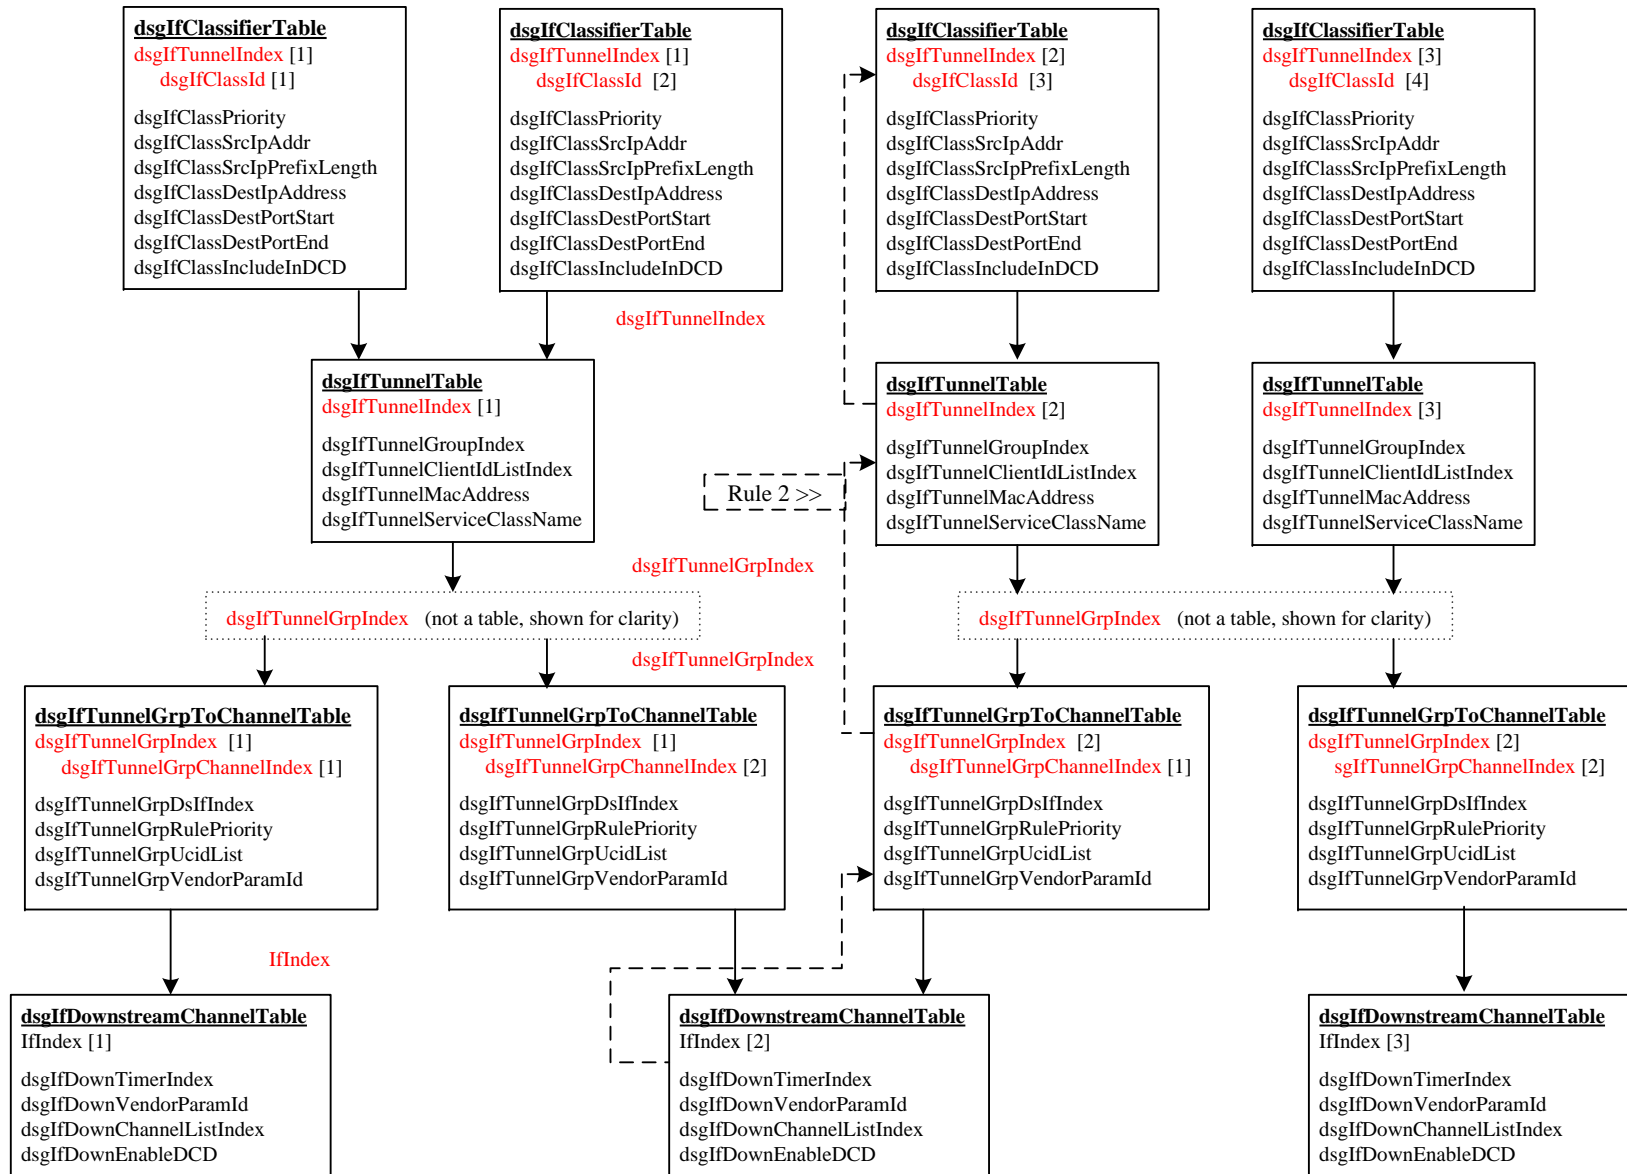 dsgIfClassifierTable
dsgIfTunnelIndex [1]
dsgIfClassId [1]
dsgIfClassPriority
dsgIfClassSrcIpAddr
dsgIfClassSrcIpPrefixLength
dsgIfClassDestIpAddress
dsgIfClassDestPortStart
dsgIfClassDestPortEnd
dsgIfClassIncludeInDCD
dsgIfClassifierTable
dsgIfTunnelIndex [1]
dsgIfClassId [2]
dsgIfClassPriority
dsgIfClassSrcIpAddr
dsgIfClassSrcIpPrefixLength
dsgIfClassDestIpAddress
dsgIfClassDestPortStart
dsgIfClassDestPortEnd
dsgIfClassIncludeInDCD
dsgIfClassifierTable
dsgIfTunnelIndex [2]
dsgIfClassId [3]
dsgIfClassPriority
dsgIfClassSrcIpAddr
dsgIfClassSrcIpPrefixLength
dsgIfClassDestIpAddress
dsgIfClassDestPortStart
dsgIfClassDestPortEnd
dsgIfClassIncludeInDCD
dsgIfClassifierTable
dsgIfTunnelIndex [3]
dsgIfClassId [4]
dsgIfClassPriority
dsgIfClassSrcIpAddr
dsgIfClassSrcIpPrefixLength
dsgIfClassDestIpAddress
dsgIfClassDestPortStart
dsgIfClassDestPortEnd
dsgIfClassIncludeInDCD
dsgIfTunnelIndex
dsgIfTunnelTable
dsgIfTunnelIndex [1]
dsgIfTunnelGroupIndex
dsgIfTunnelClientIdListIndex
dsgIfTunnelMacAddress
dsgIfTunnelServiceClassName
Rule 2 >>
dsgIfTunnelTable
dsgIfTunnelIndex [2]
dsgIfTunnelGroupIndex
dsgIfTunnelClientIdListIndex
dsgIfTunnelMacAddress
dsgIfTunnelServiceClassName
dsgIfTunnelTable
dsgIfTunnelIndex [3]
dsgIfTunnelGroupIndex
dsgIfTunnelClientIdListIndex
dsgIfTunnelMacAddress
dsgIfTunnelServiceClassName
dsgIfTunnelGrpIndex
dsgIfTunnelGrpIndex (not a table, shown for clarity)
dsgIfTunnelGrpIndex (not a table, shown for clarity)
dsgIfTunnelGrpIndex
dsgIfTunnelGrpToChannelTable
dsgIfTunnelGrpIndex [1]
dsgIfTunnelGrpChannelIndex [1]
dsgIfTunnelGrpDsIfIndex
dsgIfTunnelGrpRulePriority
dsgIfTunnelGrpUcidList
dsgIfTunnelGrpVendorParamId
dsgIfTunnelGrpToChannelTable
dsgIfTunnelGrpIndex [1]
dsgIfTunnelGrpChannelIndex [2]
dsgIfTunnelGrpDsIfIndex
dsgIfTunnelGrpRulePriority
dsgIfTunnelGrpUcidList
dsgIfTunnelGrpVendorParamId
dsgIfTunnelGrpToChannelTable
dsgIfTunnelGrpIndex [2]
dsgIfTunnelGrpChannelIndex [1]
dsgIfTunnelGrpDsIfIndex
dsgIfTunnelGrpRulePriority
dsgIfTunnelGrpUcidList
dsgIfTunnelGrpVendorParamId
dsgIfTunnelGrpToChannelTable
dsgIfTunnelGrpIndex [2]
sgIfTunnelGrpChannelIndex [2]
dsgIfTunnelGrpDsIfIndex
dsgIfTunnelGrpRulePriority
dsgIfTunnelGrpUcidList
dsgIfTunnelGrpVendorParamId
IfIndex
dsgIfDownstreamChannelTable
IfIndex [1]
dsgIfDownTimerIndex
dsgIfDownVendorParamId
dsgIfDownChannelListIndex
dsgIfDownEnableDCD
dsgIfDownstreamChannelTable
IfIndex [2]
dsgIfDownTimerIndex
dsgIfDownVendorParamId
dsgIfDownChannelListIndex
dsgIfDownEnableDCD
dsgIfDownstreamChannelTable
IfIndex [3]
dsgIfDownTimerIndex
dsgIfDownVendorParamId
dsgIfDownChannelListIndex
dsgIfDownEnableDCD